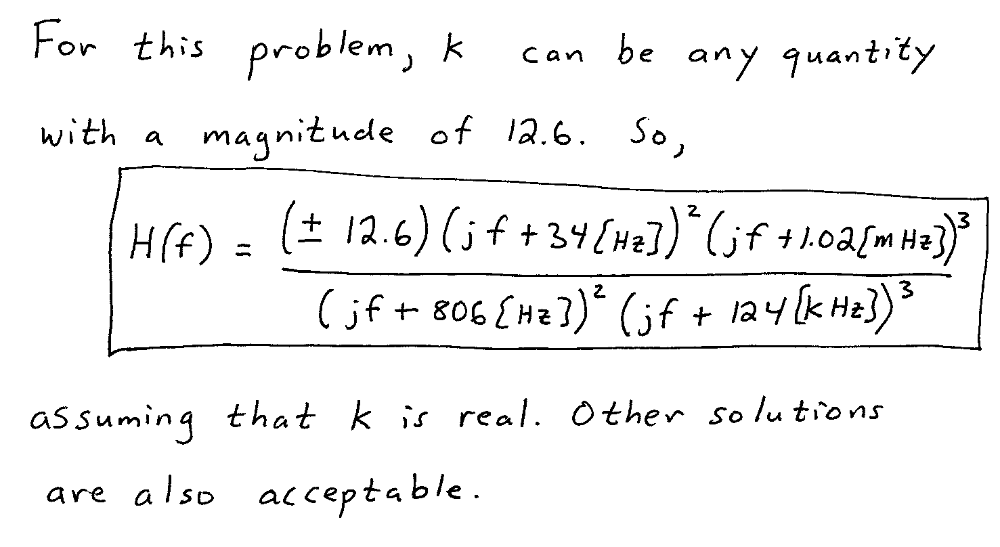 For this problem, k can be any quantity
with a magnitude of 12.6. So,
H(f) = (± 12.6)(jf + 34[Hz])² (jf + 1.02[mHz])³
(jf + 806[Hz])² (jf + 124[kHz])³
assuming that k is real. Other solutions
are also acceptable.